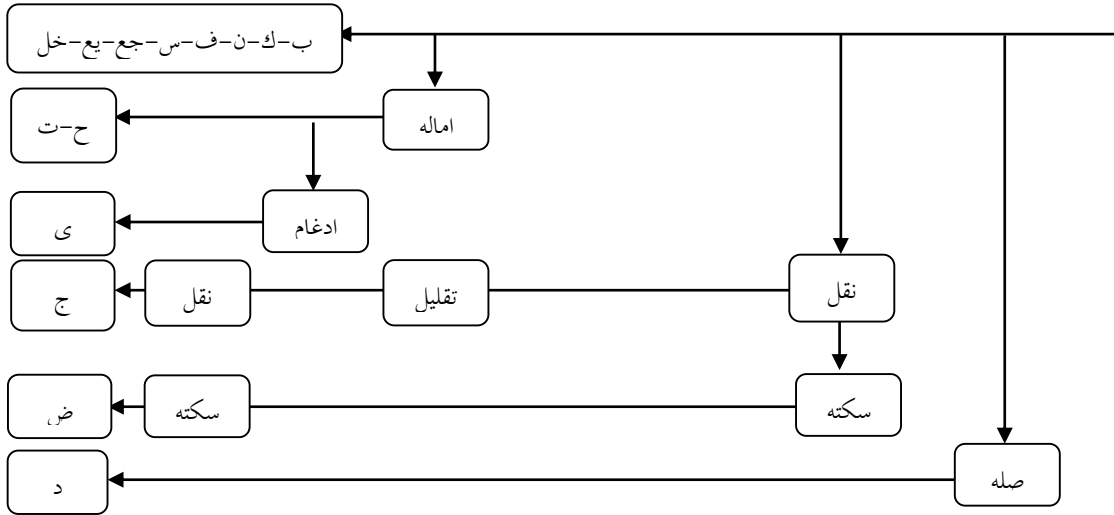 ب-ك-ن-ف-س-جع-يع-خل
اماله
ح-ت
ادغام
ى
نقل
تقليل
نقل
ج
سكته
سكته
ض
صله
د